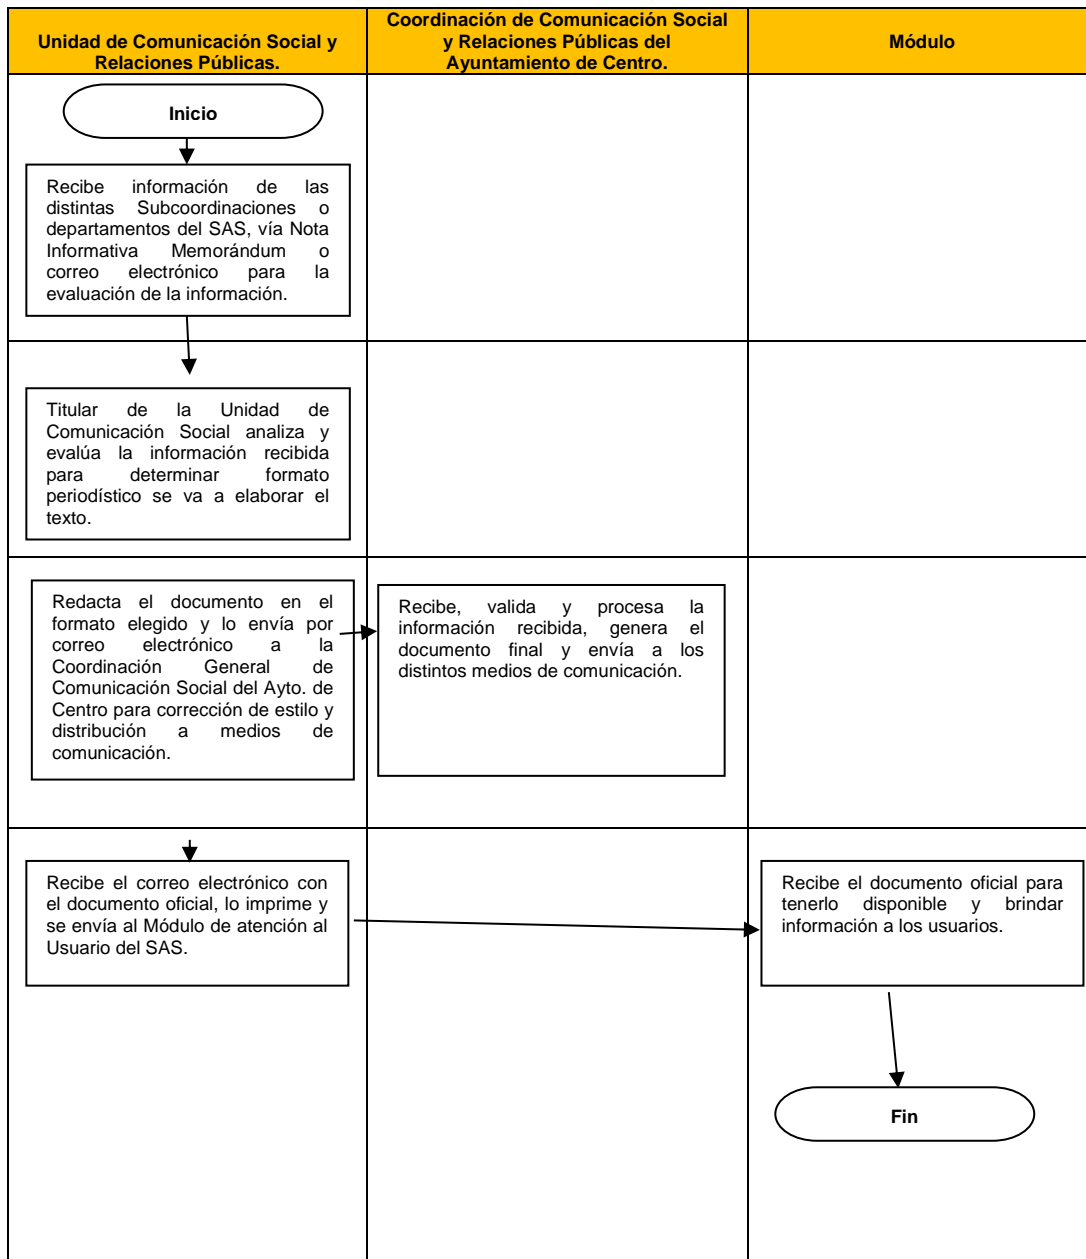 Unidad de Comunicación Social y
Relaciones Públicas.
Coordinación de Comunicación Social
y Relaciones Públicas del
Ayuntamiento de Centro.
Módulo
Inicio
Recibe información de las
distintas Subcoordinaciones o
departamentos del SAS, vía Nota
Informativa Memorándum o
correo electrónico para la
evaluación de la información.
Titular de la Unidad de
Comunicación Social analiza y
evalúa la información recibida
para determinar formato
periodístico se va a elaborar el
texto.
Redacta el documento en el
formato elegido y lo envía por
correo electrónico a la
Coordinación General de
Comunicación Social del Ayto. de
Centro para corrección de estilo y
distribución a medios de
comunicación.
Recibe, valida y procesa la
información recibida, genera el
documento final y envía a los
distintos medios de comunicación.
Recibe el correo electrónico con
el documento oficial, lo imprime y
se envía al Módulo de atención al
Usuario del SAS.
Recibe el documento oficial para
tenerlo disponible y brindar
información a los usuarios.
Fin